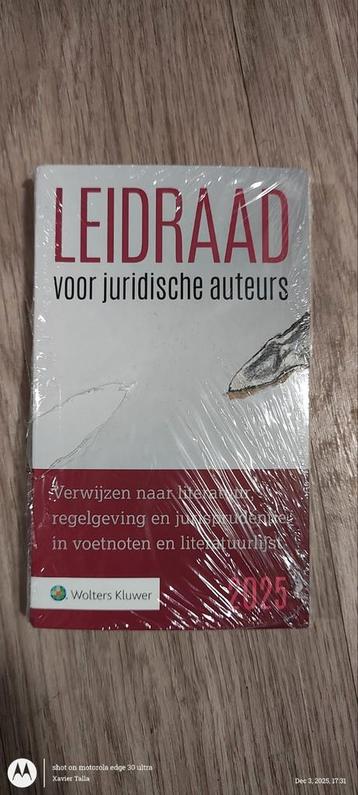 LEIDRAAD
voor juridische auteurs
Verwijzen naar literatuur,
regelgeving en jurisprudentie
in voetnoten en literatuurlijst
2025
Wolters Kluwer
shot on motorola edge 30 ultra
Xavier Talla
Dec 3, 2025, 17:31